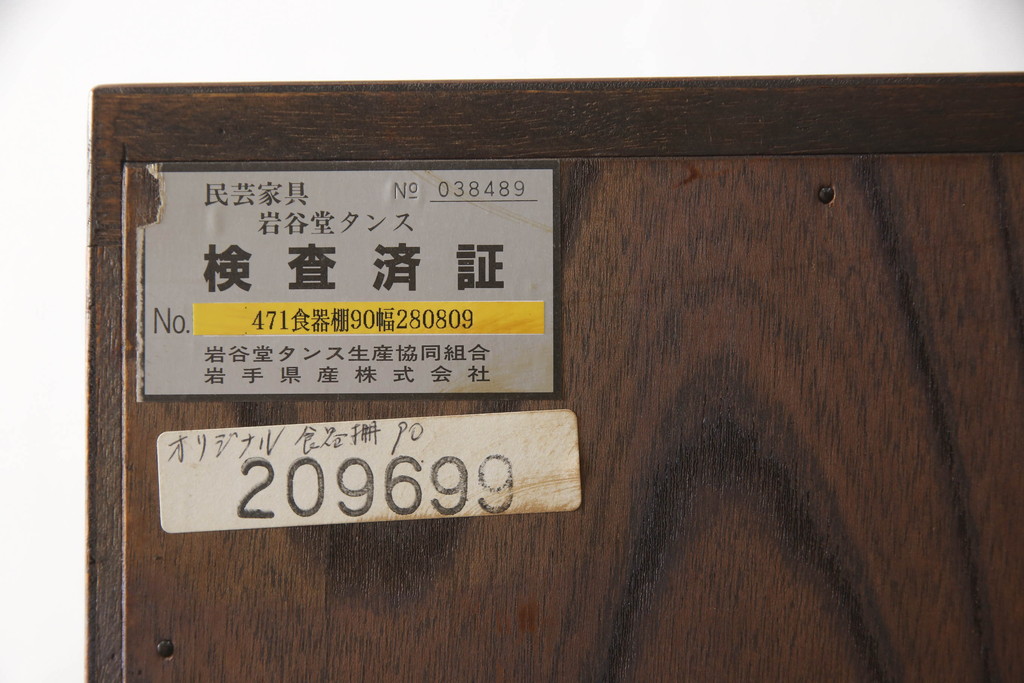 民芸家具 № 038489
岩谷堂タンス
検査済証
No. 471食器棚90幅280809
岩谷堂タンス生産協同組合
岩手県産株式会社
オリジナル 食器棚 90
209699